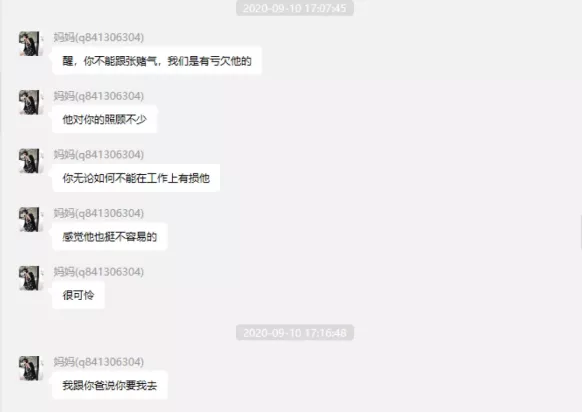 2020-09-10 17:07:45
妈妈(q841306304)
醒，你不能跟张赌气，我们是有亏欠他的
妈妈(q841306304)
他对你的照顾不少
妈妈(q841306304)
你无论如何不能在工作上有损他
妈妈(q841306304)
感觉他也挺不容易的
妈妈(q841306304)
很可怜
2020-09-10 17:16:48
妈妈(q841306304)
我跟你爸说你要我去